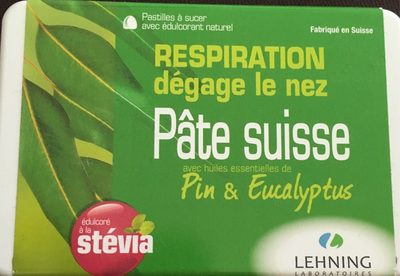 Pastilles à sucer
avec édulcorant naturel
Fabriqué en Suisse
RESPIRATION
dégage le nez
Pâte suisse
avec huiles essentielles de
Pin & Eucalyptus
édulcoré
à la
stévia
LEHNING
LABORATOIRES